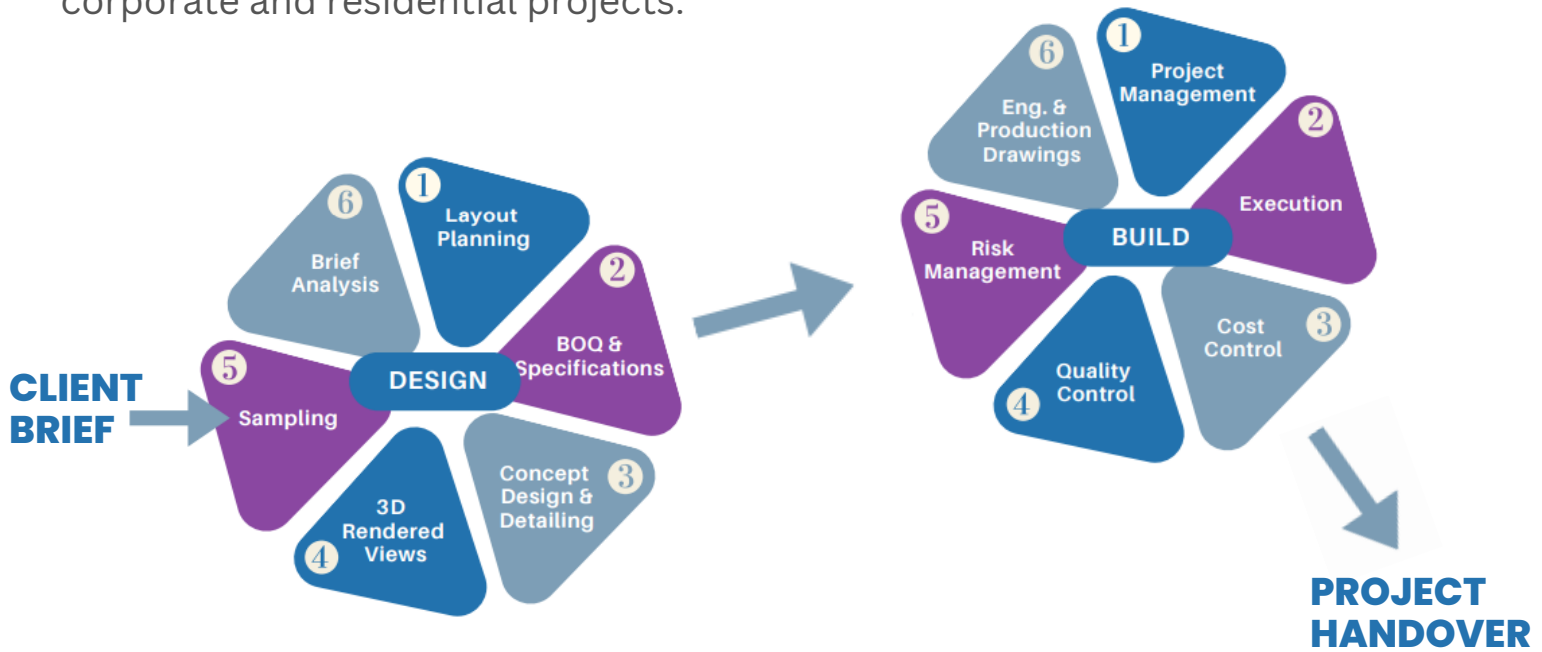 corporate and residential projects.
CLIENT
BRIEF
DESIGN
1
Layout
Planning
2
BOQ &
Specifications
3
Concept
Design &
Detailing
4
3D
Rendered
Views
5
Sampling
6
Brief
Analysis
BUILD
1
Project
Management
2
Execution
3
Cost
Control
4
Quality
Control
5
Risk
Management
6
Eng. &
Production
Drawings
PROJECT
HANDOVER